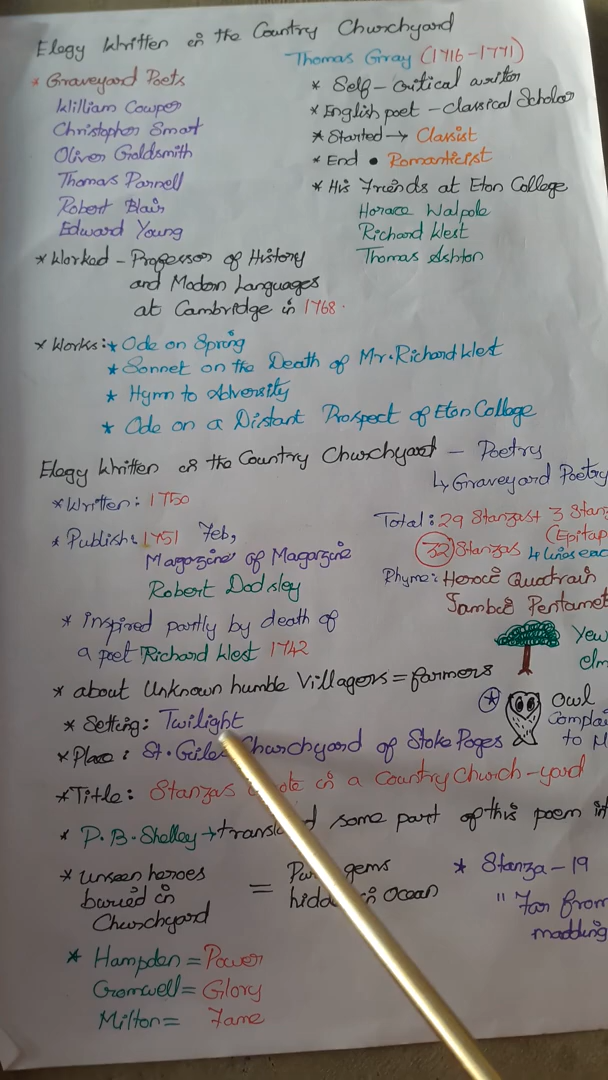 Elegy Written in the Country Churchyard
Thomas Gray (1716-1771)
* Graveyard Poets
William Cowper
Christopher Smart
Oliver Goldsmith
Thomas Parnell
Robert Blair
Edward Young
* Self-critical writer
* English poet - Classical Scholar
* Started → Classist
* End • Romanticist
* His Friends at Eton College
Horace Walpole
Richard West
Thomas Ashton
* Worked - Professor of History
and Modern Languages
at Cambridge in 1768.
* Works: * Ode on Spring
* Sonnet on the Death of Mr. Richard West
* Hymn to Adversity
* Ode on a Distant Prospect of Eton College
Elegy Written in the Country Churchyard - Poetry
↳ Graveyard Poetry
* Written: 1750
* Publish: 1751 Feb,
Magazine of Magarzine
Robert Dodsley
Total: 29 Stanzas + 3 Stanz
(Epitap
32 Stanzas 4 lines eac
Rhyme: Horoic Quatrain
Iambic Pentamet
* inspired partly by death of
a poet Richard West 1742
Yew
elm
* about Unknown humble Villagers = farmers
* Owl
Complai
to M
* Setting: Twilight
* Place: St. Giles Churchyard of Stoke Poges
* Title: Stanzas in a Country Church-yard
* P.B. Shelley → some part of this poem in
* Unseen heroes
buried in
Churchyard
= gems
in Ocean
* Stanza - 19
" Far from
madding
* Hampden = Power
Cromwell = Glory
Milton = Fame